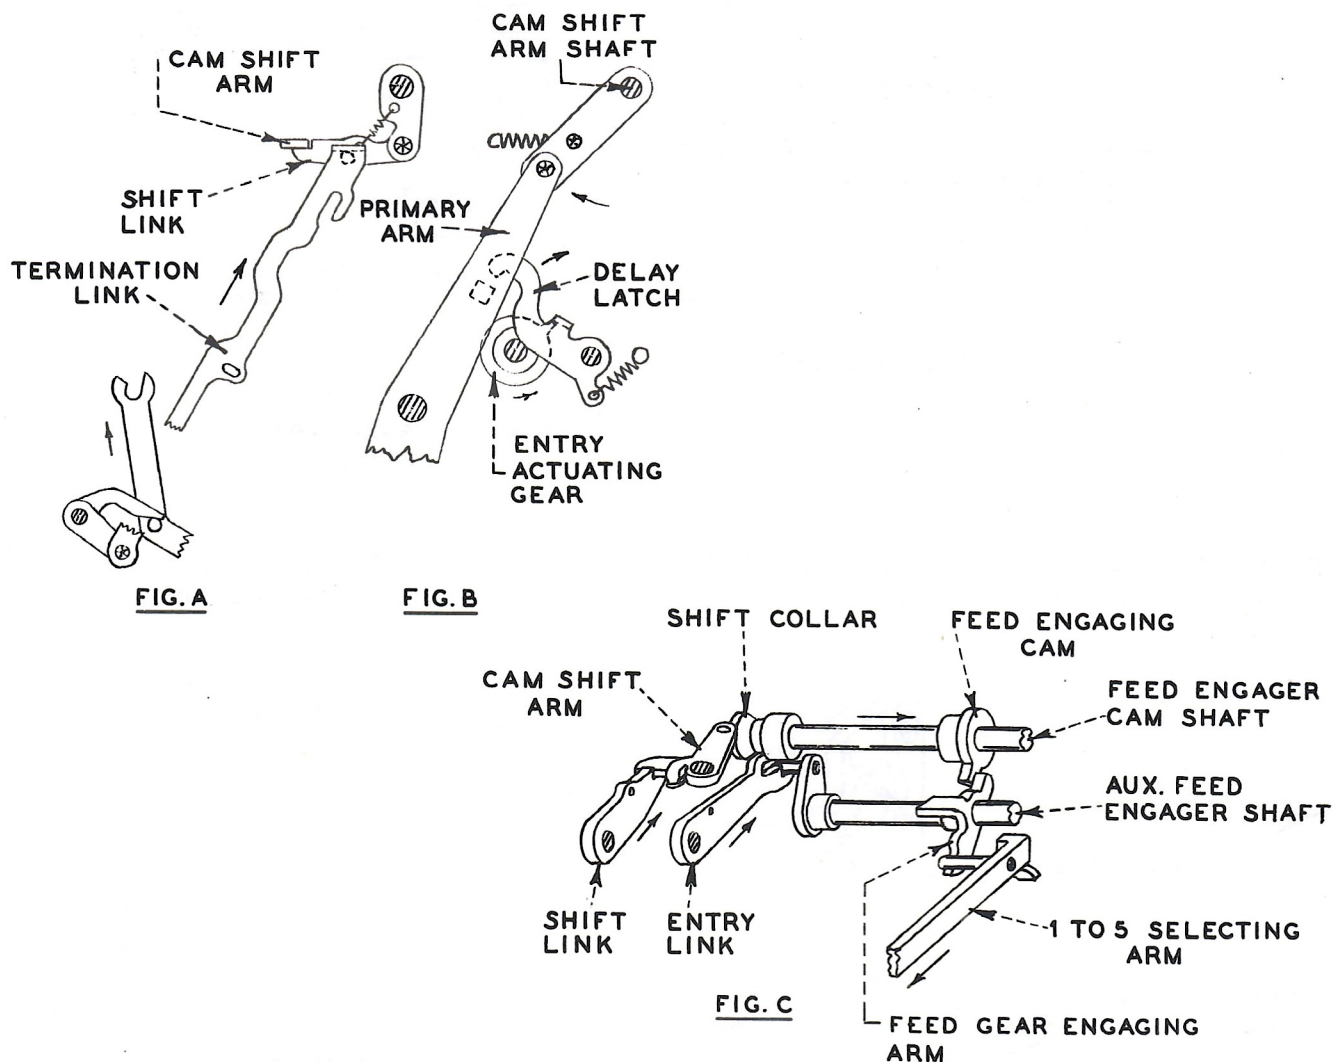 CAM SHIFT
ARM
SHIFT
LINK
TERMINATION
LINK
FIG. A
CAM SHIFT
ARM SHAFT
PRIMARY
ARM
DELAY
LATCH
ENTRY
ACTUATING
GEAR
FIG. B
SHIFT COLLAR
FEED ENGAGING
CAM
CAM SHIFT
ARM
FEED ENGAGER
CAM SHAFT
AUX. FEED
ENGAGER SHAFT
SHIFT
LINK
ENTRY
LINK
1 TO 5 SELECTING
ARM
FEED GEAR ENGAGING
ARM
FIG. C